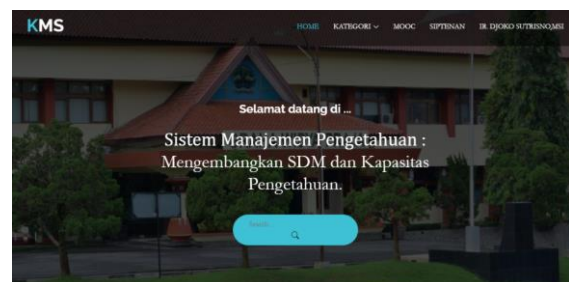 KMS
HOME KATEGORI MOOC SIPTENAN IR. DJOKO SUTRISNO,MSI
Selamat datang di ...
Sistem Manajemen Pengetahuan :
Mengembangkan SDM dan Kapasitas
Pengetahuan.